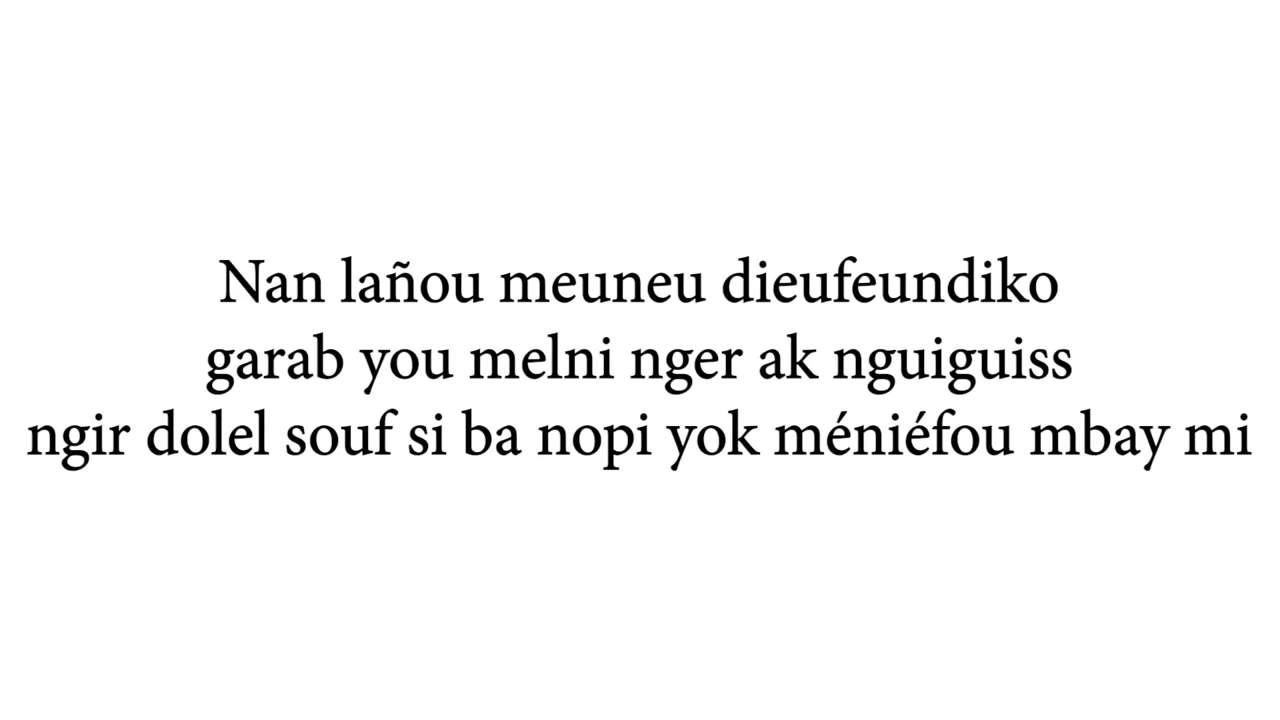 Nan lañou meuneu dieufeundiko
garab you melni nger ak nguiguiss
ngir dolel souf si ba nopi yok méniéfou mbay mi